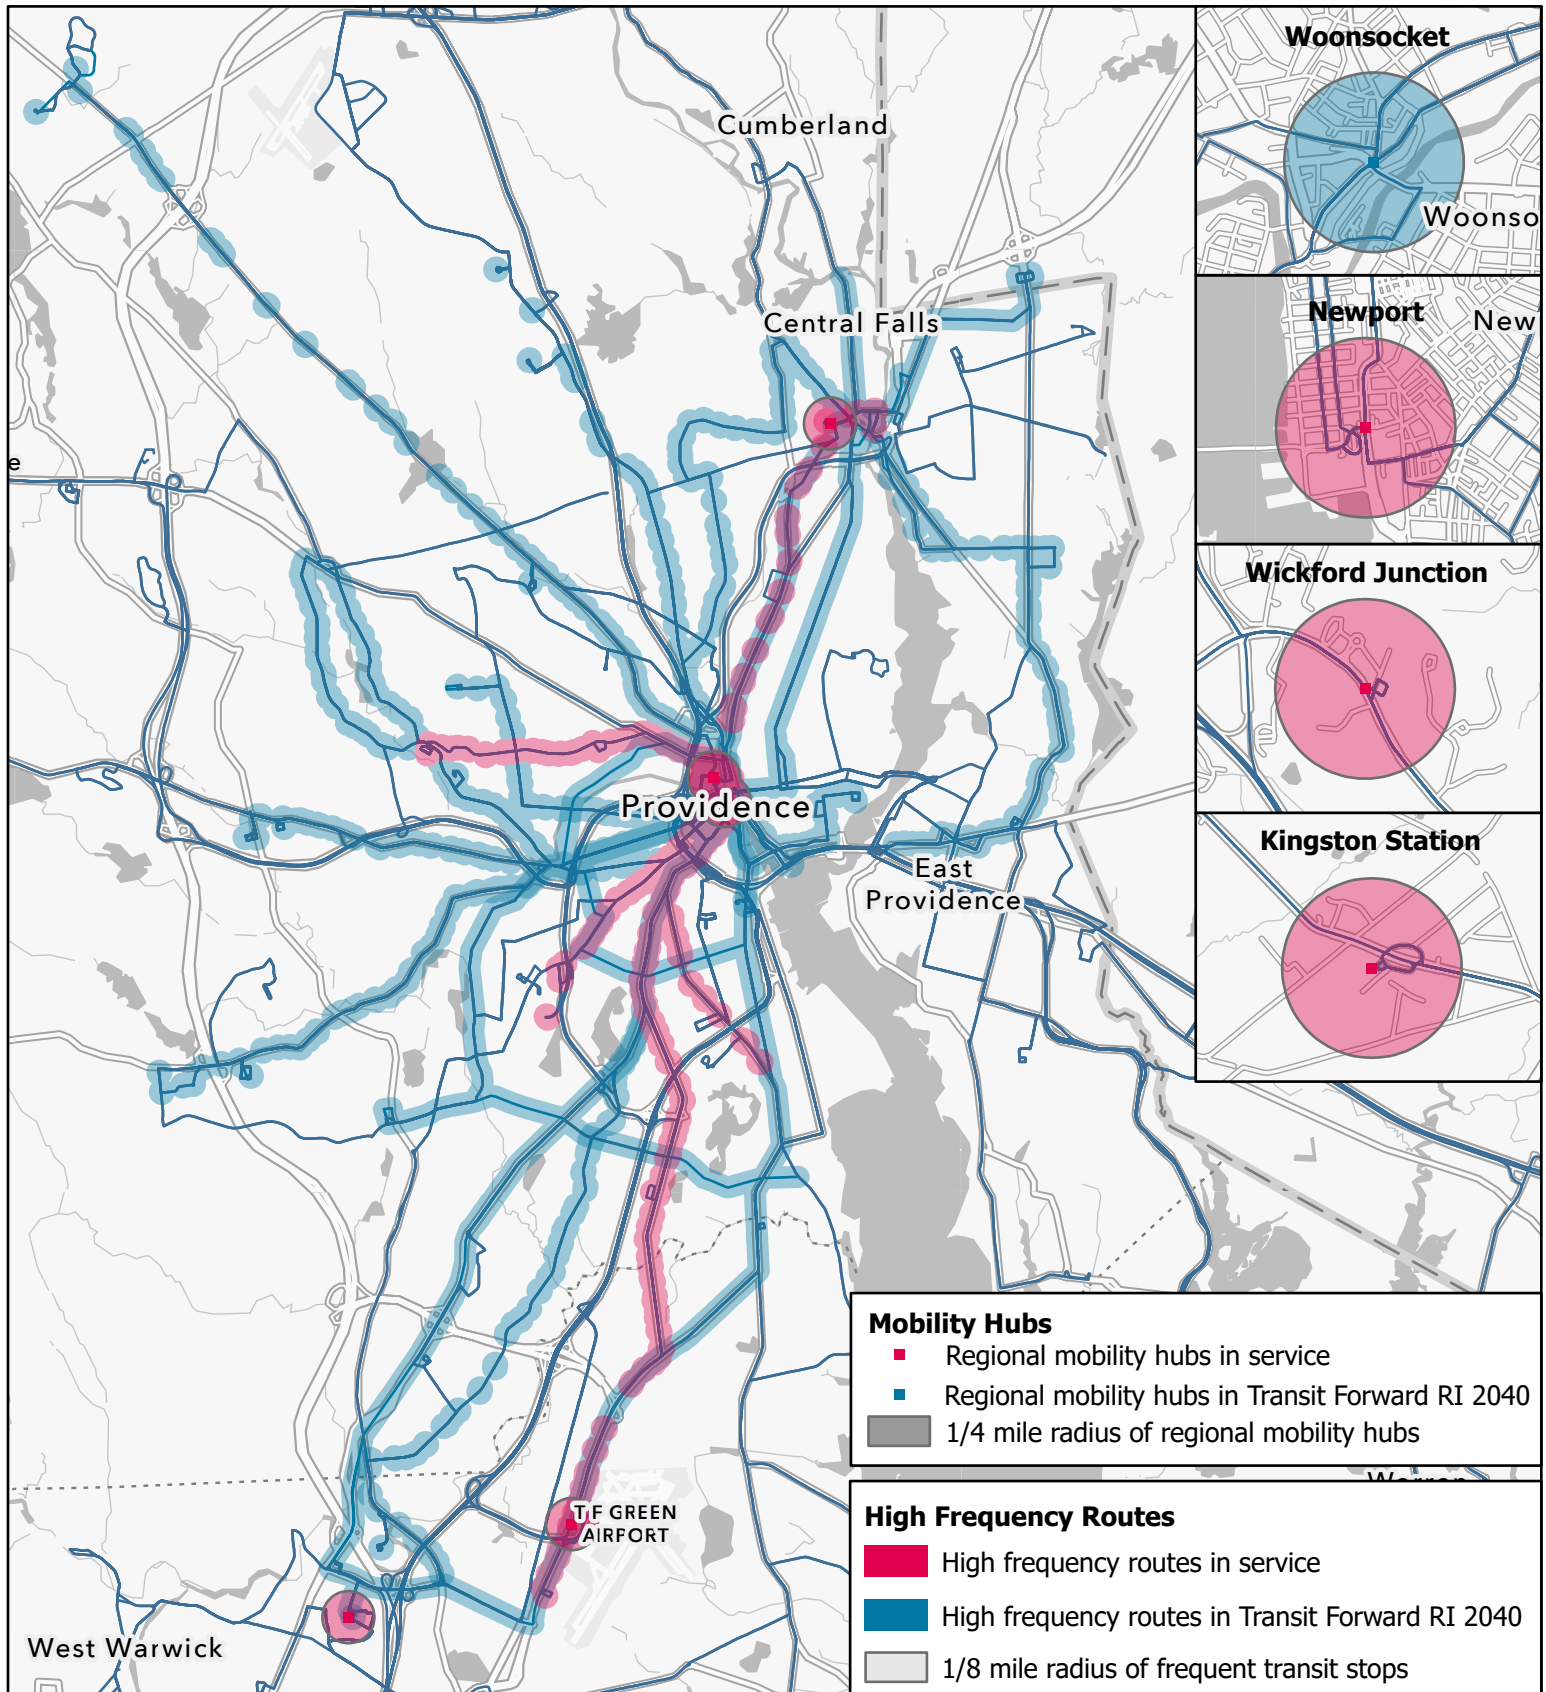 Woonsocket
Woonso
Cumberland
Newport
New
Central Falls
e
Wickford Junction
Providence
Kingston Station
East
Providence
Mobility Hubs
Regional mobility hubs in service
Regional mobility hubs in Transit Forward RI 2040
1/4 mile radius of regional mobility hubs
T F GREEN
AIRPORT
High Frequency Routes
High frequency routes in service
High frequency routes in Transit Forward RI 2040
1/8 mile radius of frequent transit stops
West Warwick